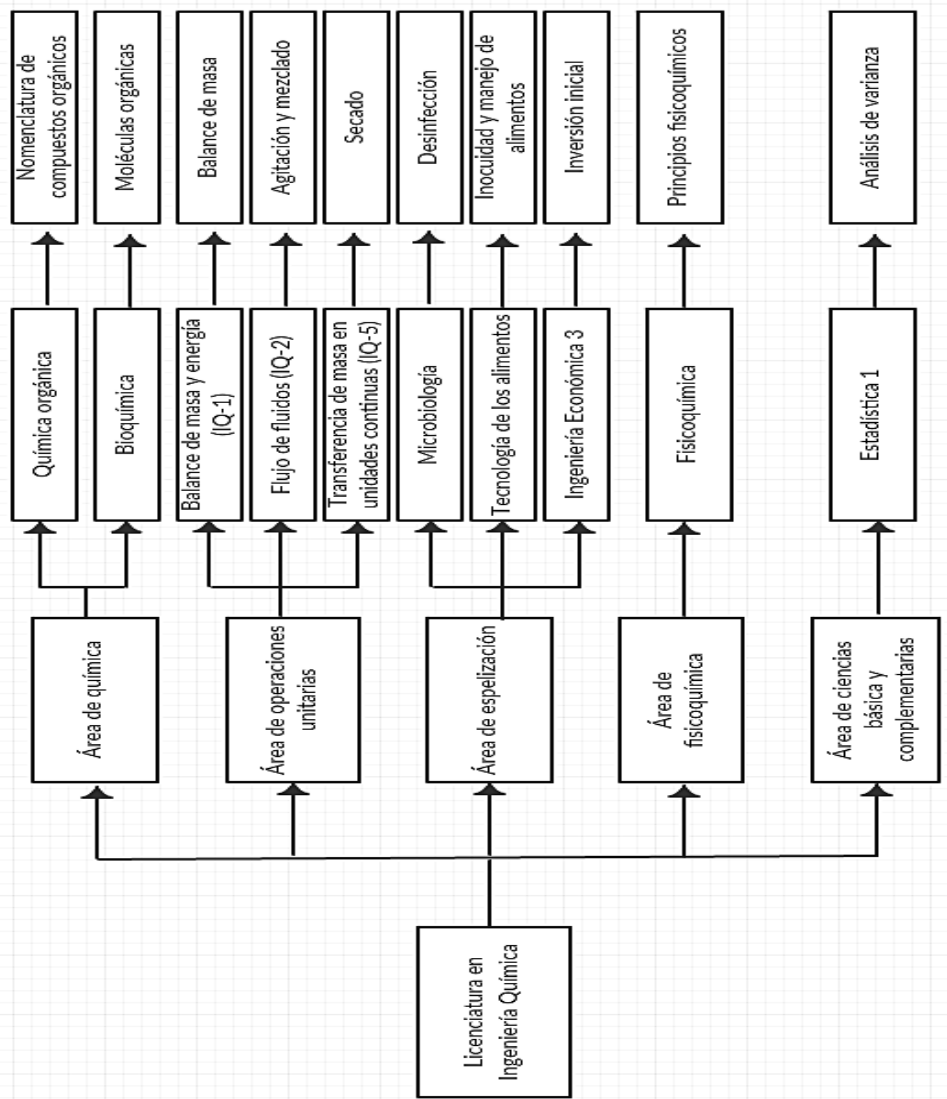 Licenciatura en
Ingeniería Química
Área de química
Área de operaciones
unitarias
Área de espelización
Área de
fisicoquímica
Área de ciencias
básica y
complementarias
Química orgánica
Bioquímica
Balance de masa y energía
(IQ-1)
Flujo de fluidos (IQ-2)
Transferencia de masa en
unidades continuas (IQ-5)
Microbiología
Tecnología de los alimentos
Ingeniería Económica 3
Fisicoquímica
Estadística 1
Nomenclatura de
compuestos orgánicos
Moléculas orgánicas
Balance de masa
Agitación y mezclado
Secado
Desinfección
Inocuidad y manejo de
alimentos
Inversión inicial
Principios fisicoquímicos
Análisis de varianza